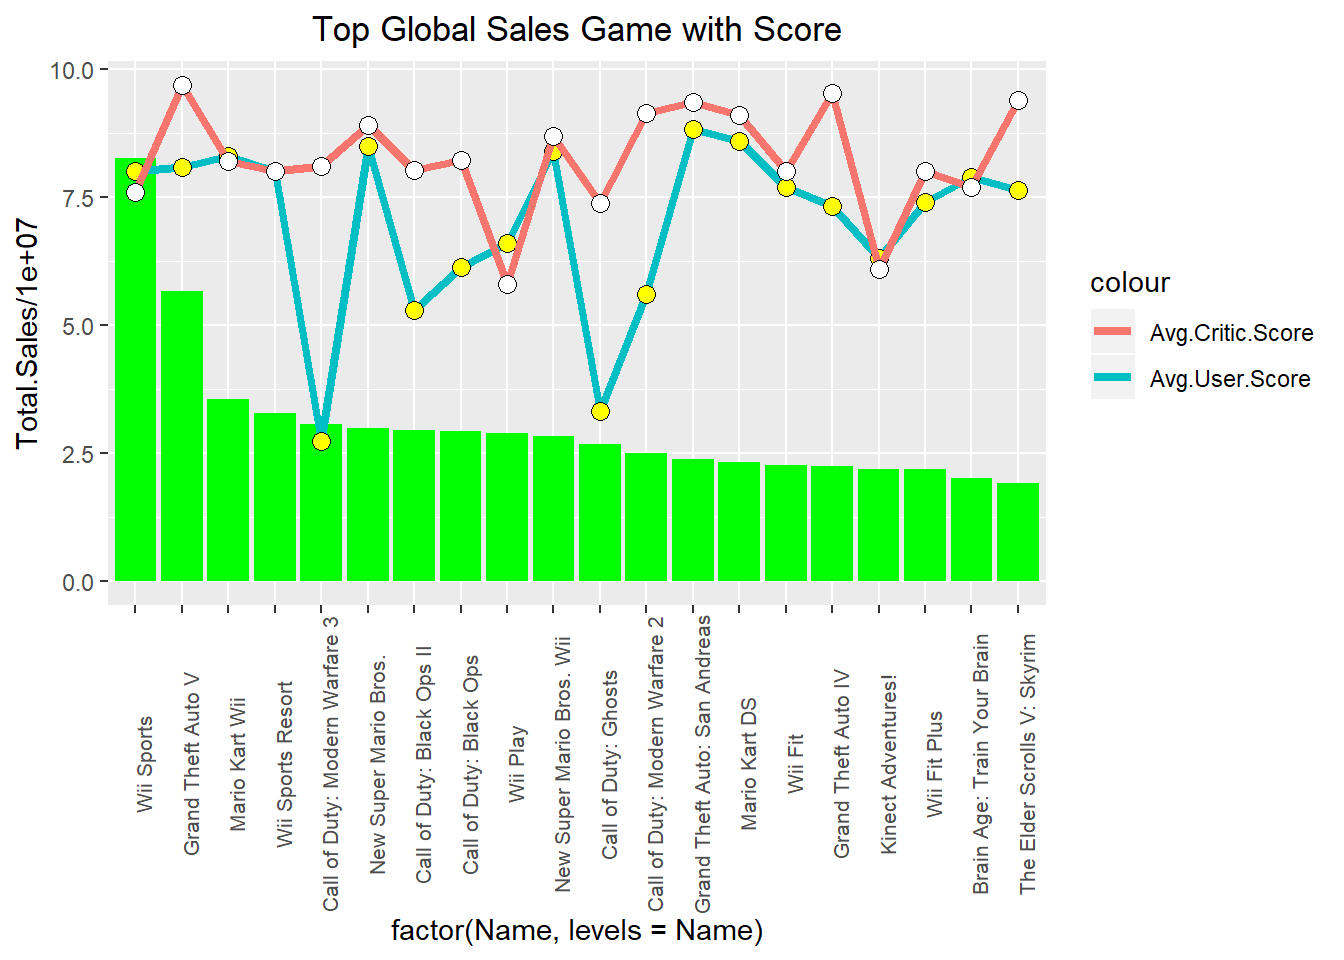 Top Global Sales Game with Score
Total.Sales/1e+07
10.0
7.5
5.0
2.5
0.0
Wii Sports
Grand Theft Auto V
Mario Kart Wii
Wii Sports Resort
Call of Duty: Modern Warfare 3
New Super Mario Bros.
Call of Duty: Black Ops II
Call of Duty: Black Ops
Wii Play
New Super Mario Bros. Wii
Call of Duty: Ghosts
Call of Duty: Modern Warfare 2
Grand Theft Auto: San Andreas
Mario Kart DS
Wii Fit
Grand Theft Auto IV
Kinect Adventures!
Wii Fit Plus
Brain Age: Train Your Brain
The Elder Scrolls V: Skyrim
factor(Name, levels = Name)
colour
Avg.Critic.Score
Avg.User.Score